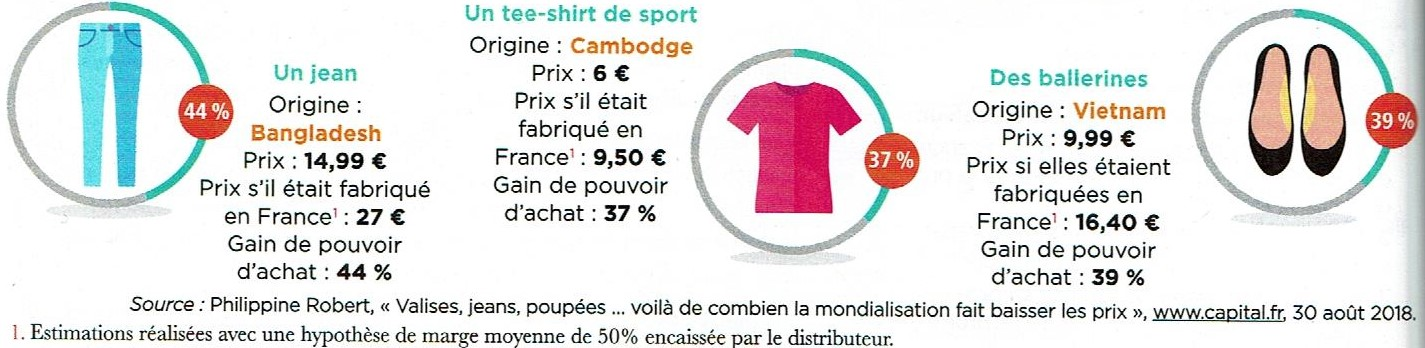 44 %
Un jean
Origine :
Bangladesh
Prix : 14,99 €
Prix s'il était fabriqué
en France¹ : 27 €
Gain de pouvoir
d'achat : 44 %
Un tee-shirt de sport
Origine : Cambodge
Prix : 6 €
Prix s'il était
fabriqué en
France¹ : 9,50 €
Gain de pouvoir
d'achat : 37 %
37 %
Des ballerines
Origine : Vietnam
Prix : 9,99 €
Prix si elles étaient
fabriquées en
France¹ : 16,40 €
Gain de pouvoir
d'achat : 39 %
39 %
Source : Philippine Robert, « Valises, jeans, poupées ... voilà de combien la mondialisation fait baisser les prix », www.capital.fr, 30 août 2018.
1. Estimations réalisées avec une hypothèse de marge moyenne de 50% encaissée par le distributeur.